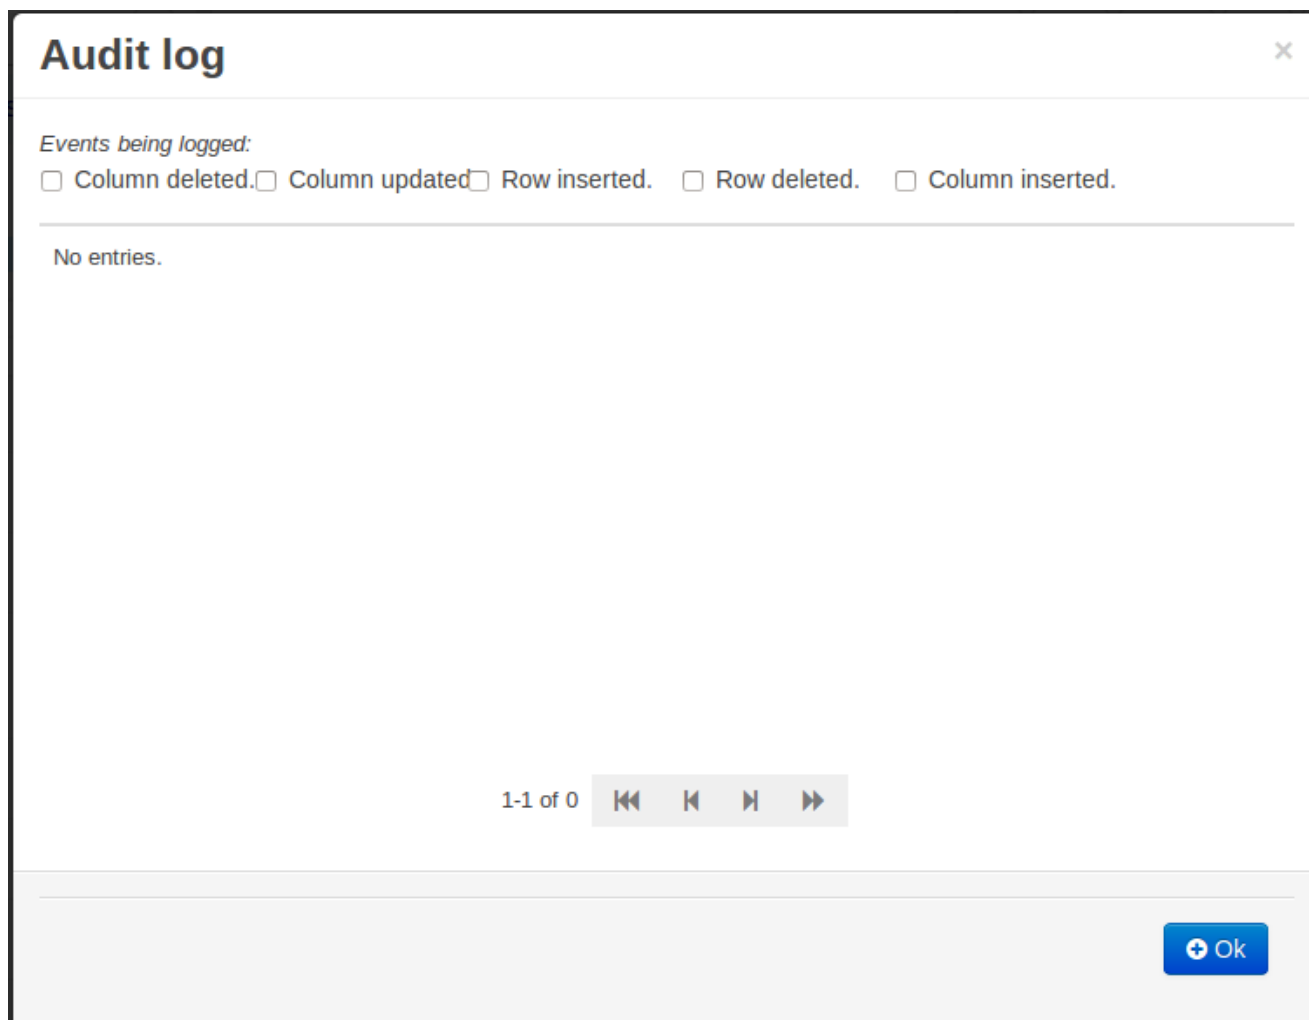 Audit log
×
Events being logged:
Column deleted. Column updated Row inserted. Row deleted. Column inserted.
No entries.
1-1 of 0
Ok